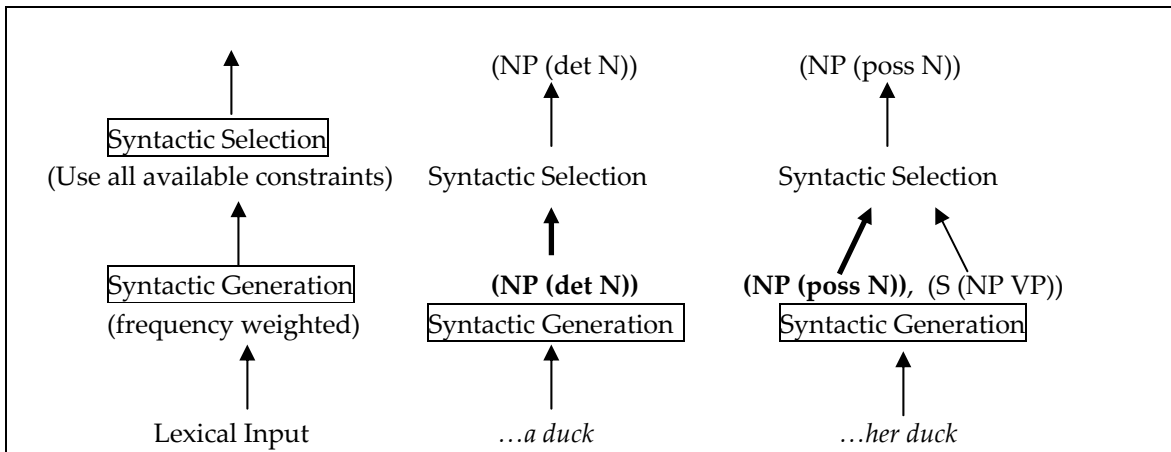 (NP (det N)) (NP (poss N))
Syntactic Selection
(Use all available constraints) Syntactic Selection Syntactic Selection
Syntactic Generation (NP (det N)) (NP (poss N)), (S (NP VP))
(frequency weighted) Syntactic Generation Syntactic Generation
Lexical Input …a duck …her duck